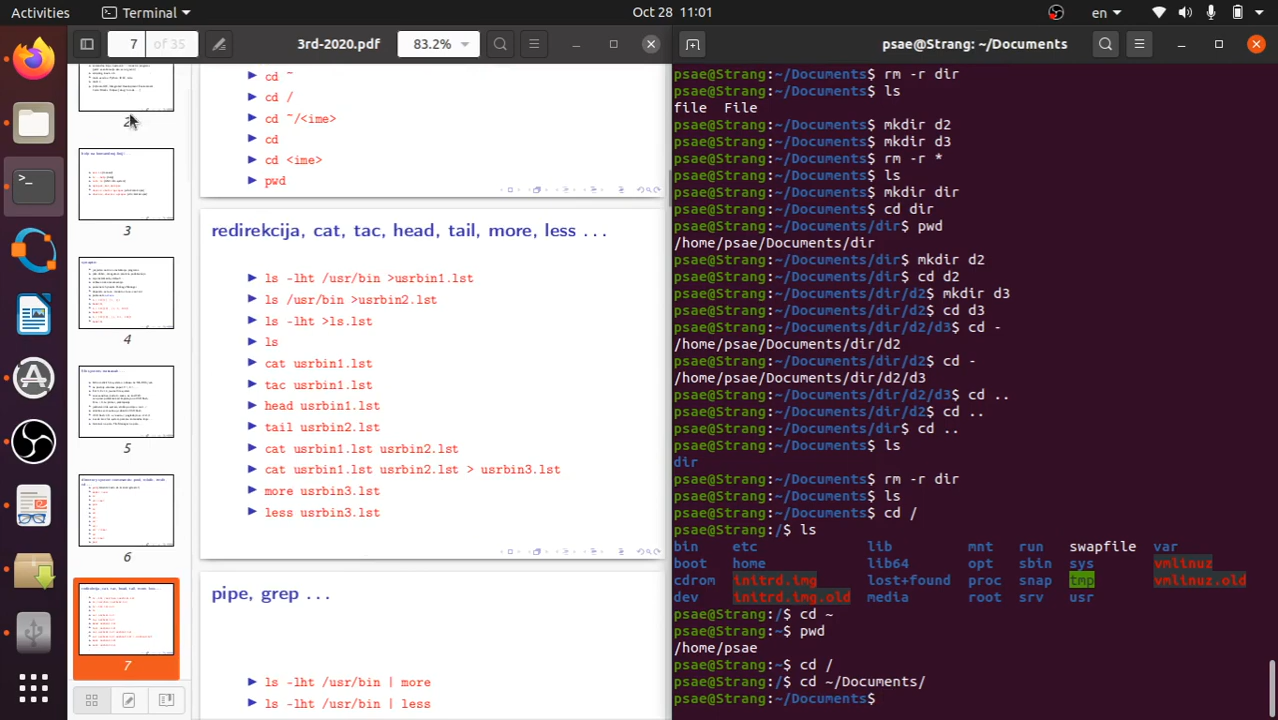 Activities
Terminal
Oct 28 11:01
en
7 of 35
3rd-2020.pdf
83.2%
2
3
4
5
6
7
cd ~
cd /
cd ~/<ime>
cd
cd <ime>
pwd
redirekcija, cat, tac, head, tail, more, less ...
ls -lht /usr/bin >usrbin1.lst
ls /usr/bin >usrbin2.lst
ls -lht >ls.lst
ls
cat usrbin1.lst
tac usrbin1.lst
head usrbin1.lst
tail usrbin2.lst
cat usrbin1.lst usrbin2.lst
cat usrbin1.lst usrbin2.lst > usrbin3.lst
more usrbin3.lst
less usrbin3.lst
pipe, grep ...
ls -lht /usr/bin | more
ls -lht /usr/bin | less
psae@Strang: ~/Documents
psae@Strang:~/Documents$ rm -r dir
psae@Strang:~/Documents$ ls
file File
psae@Strang:~/Documents$ mkdir d2
psae@Strang:~/Documents$ mkdir d3
psae@Strang:~/Documents$ rm -r *
psae@Strang:~/Documents$ ls
psae@Strang:~/Documents$ mkdir dir
psae@Strang:~/Documents$ cd dir
psae@Strang:~/Documents/dir$ pwd
/home/psae/Documents/dir
psae@Strang:~/Documents/dir$ mkdir d2
psae@Strang:~/Documents/dir$ cd d2
psae@Strang:~/Documents/dir/d2$ mkdir d3
psae@Strang:~/Documents/dir/d2$ cd d3
psae@Strang:~/Documents/dir/d2/d3$ cd -
/home/psae/Documents/dir/d2
psae@Strang:~/Documents/dir/d2$ cd -
/home/psae/Documents/dir/d2/d3
psae@Strang:~/Documents/dir/d2/d3$ cd ..
psae@Strang:~/Documents/dir/d2$ cd ..
psae@Strang:~/Documents/dir$ cd ..
psae@Strang:~/Documents$ ls
dir
psae@Strang:~/Documents$ rm -r dir
psae@Strang:~/Documents$ ls
psae@Strang:~/Documents$ cd /
psae@Strang:/$ ls
bin etc lib mnt run swapfile var
boot home lib64 opt sbin sys vmlinuz
cdrom initrd.img lost+found proc snap tmp vmlinuz.old
dev initrd.img.old media root srv usr
psae@Strang:/$ cd ~
psae@Strang:~$ pwd
/home/psae
psae@Strang:~$ cd /
psae@Strang:/$ cd ~/Documents/
psae@Strang:~/Documents$